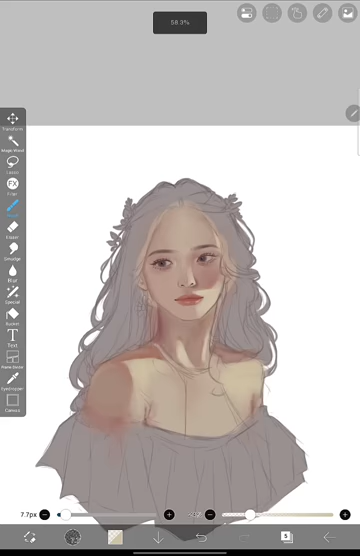 58.3%
Transform
Magic Wand
Lasso
FX
Filter
Eraser
Smudge
Blur
Special
Bucket
T
Text
Frame Divider
Eyedropper
Canvas
7.7px
5